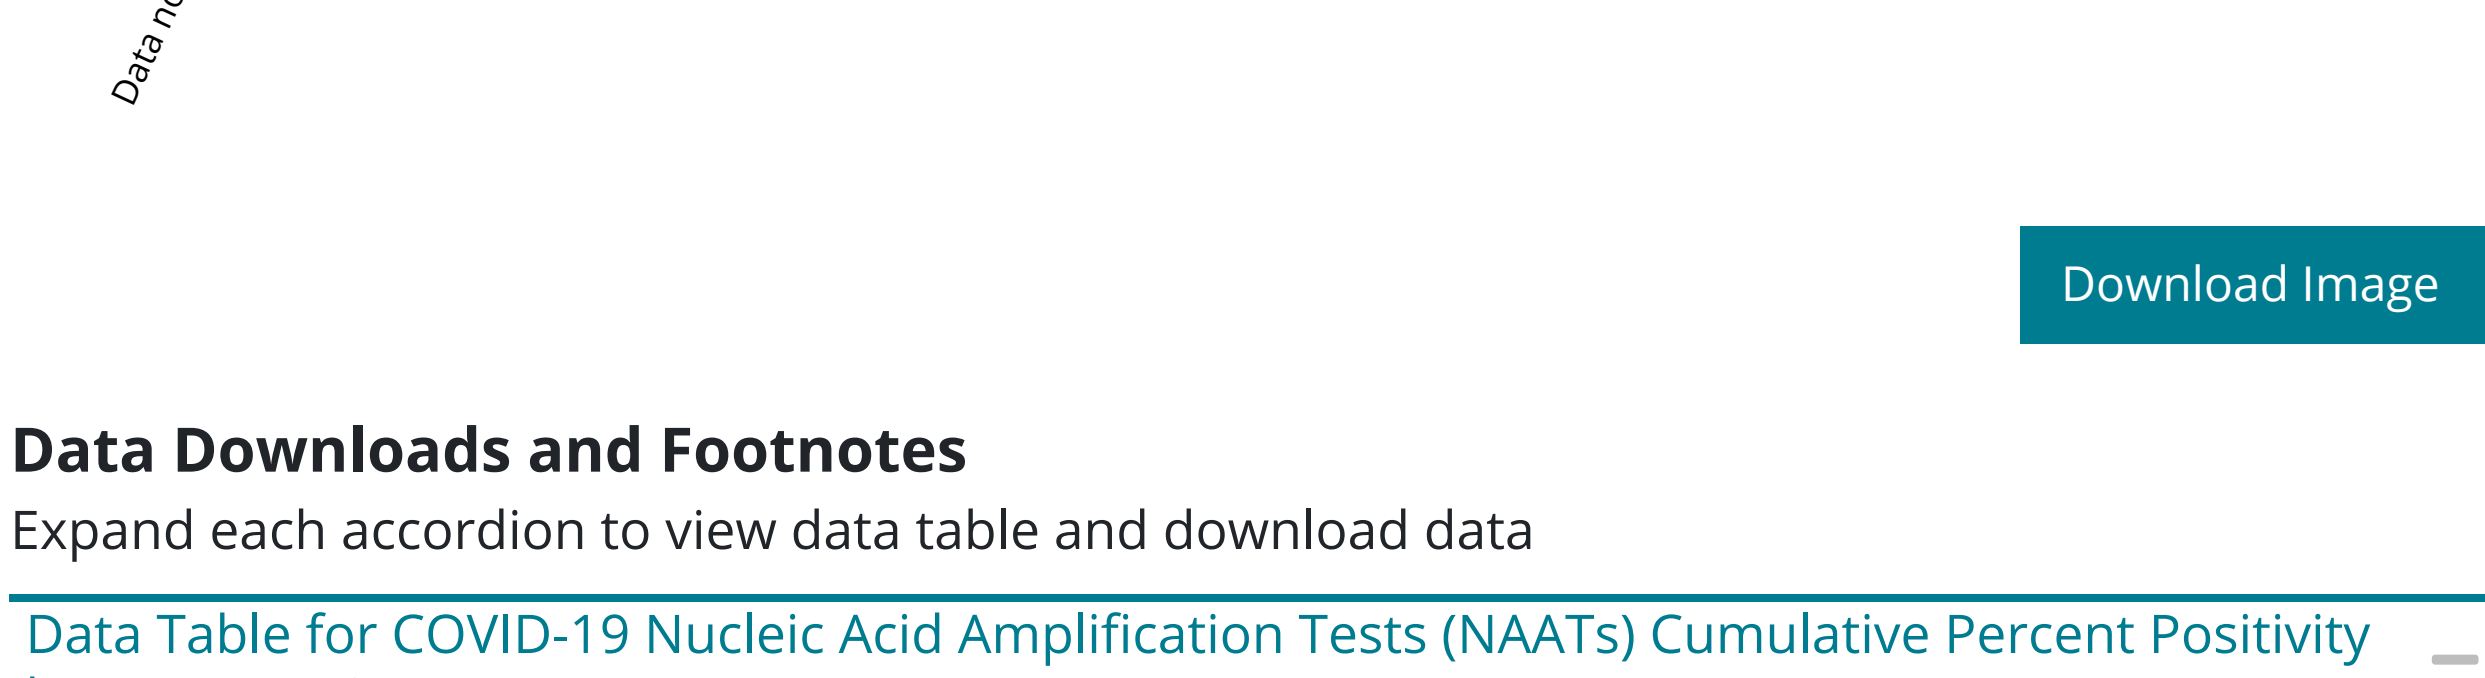 Data
Download Image
Data Downloads and Footnotes
Expand each accordion to view data table and download data
Data Table for COVID-19 Nucleic Acid Amplification Tests (NAATs) Cumulative Percent Positivity